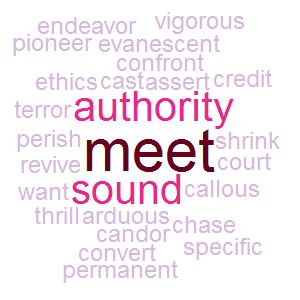 endeavor vigorous
pioneer evanescent
confront
ethics cast assert credit
terror authority
perish meet shrink
revive court
want sound callous
thrill arduous chase
candor
convert specific
permanent